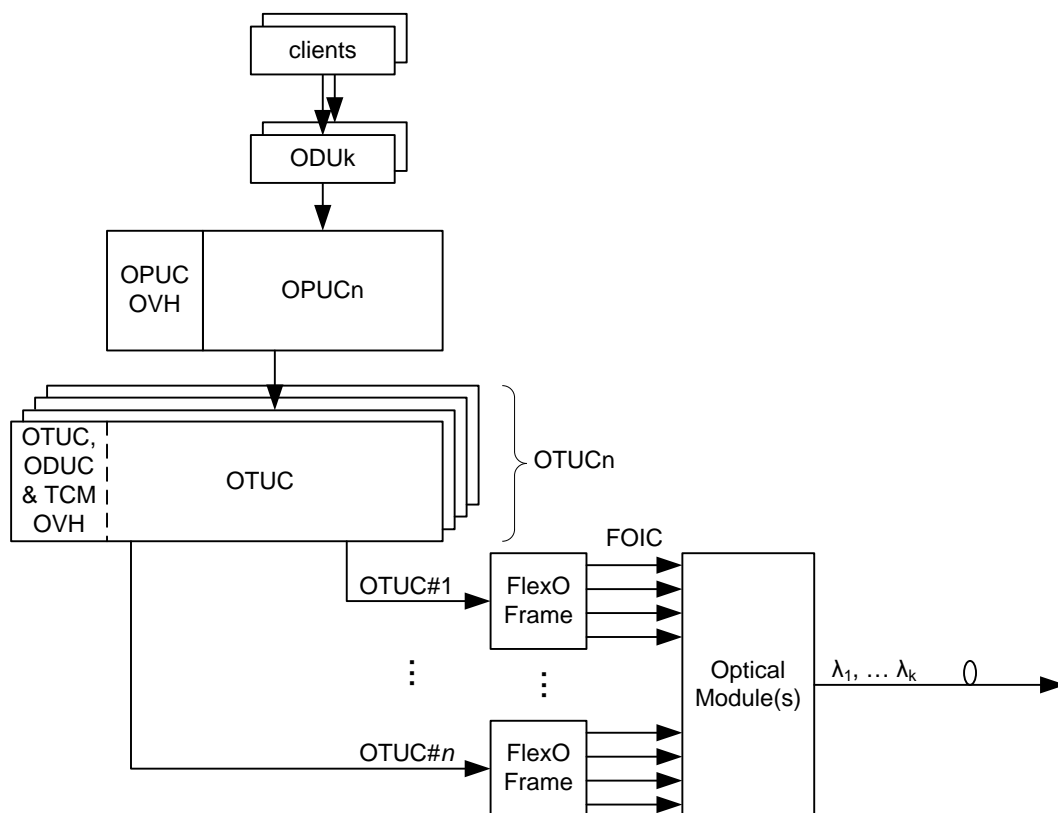 clients
ODUk
OPUC
OVH
OPUCn
OTUC,
ODUC
& TCM
OVH
OTUC
OTUCn
FOIC
OTUC#1
FlexO
Frame
Optical
Module(s)
λ1, … λk
OTUC#n
FlexO
Frame